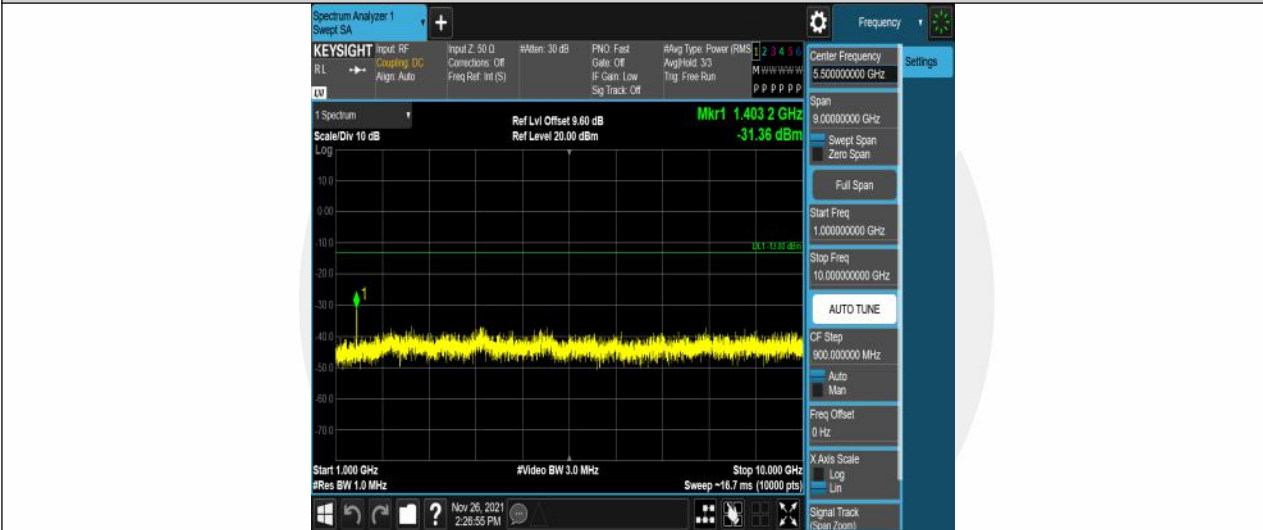 Spectrum Analyzer 1
Swept SA
+
Frequency
KEYSIGHT
RL
LV
Input: RF
Coupling: DC
Align: Auto
Input Z: 50 Ω
Corrections: Off
Freq Ref: Int (S)
#Atten: 30 dB
PNO: Fast
Gate: Off
IF Gain: Low
Sig Track: Off
#Avg Type: Power (RMS
Avg|Hold: 3/3
Trig: Free Run
1 2 3 4 5 6
M W W W W W
P P P P P P
1 Spectrum
Scale/Div 10 dB
Log
Ref Lvl Offset 9.60 dB
Ref Level 20.00 dBm
Mkr1 1.403 2 GHz
-31.36 dBm
10.0
0.00
-10.0
-20.0
-30.0
-40.0
-50.0
-60.0
-70.0
DL1 -13.00 dBm
1
Start 1.000 GHz
#Res BW 1.0 MHz
#Video BW 3.0 MHz
Stop 10.000 GHz
Sweep ~16.7 ms (10000 pts)
Center Frequency
5.500000000 GHz
Settings
Span
9.00000000 GHz
Swept Span
Zero Span
Full Span
Start Freq
1.000000000 GHz
Stop Freq
10.000000000 GHz
AUTO TUNE
CF Step
900.000000 MHz
Auto
Man
Freq Offset
0 Hz
X Axis Scale
Log
Lin
Signal Track
(Span Zoom)
?
Nov 26, 2021
2:26:55 PM